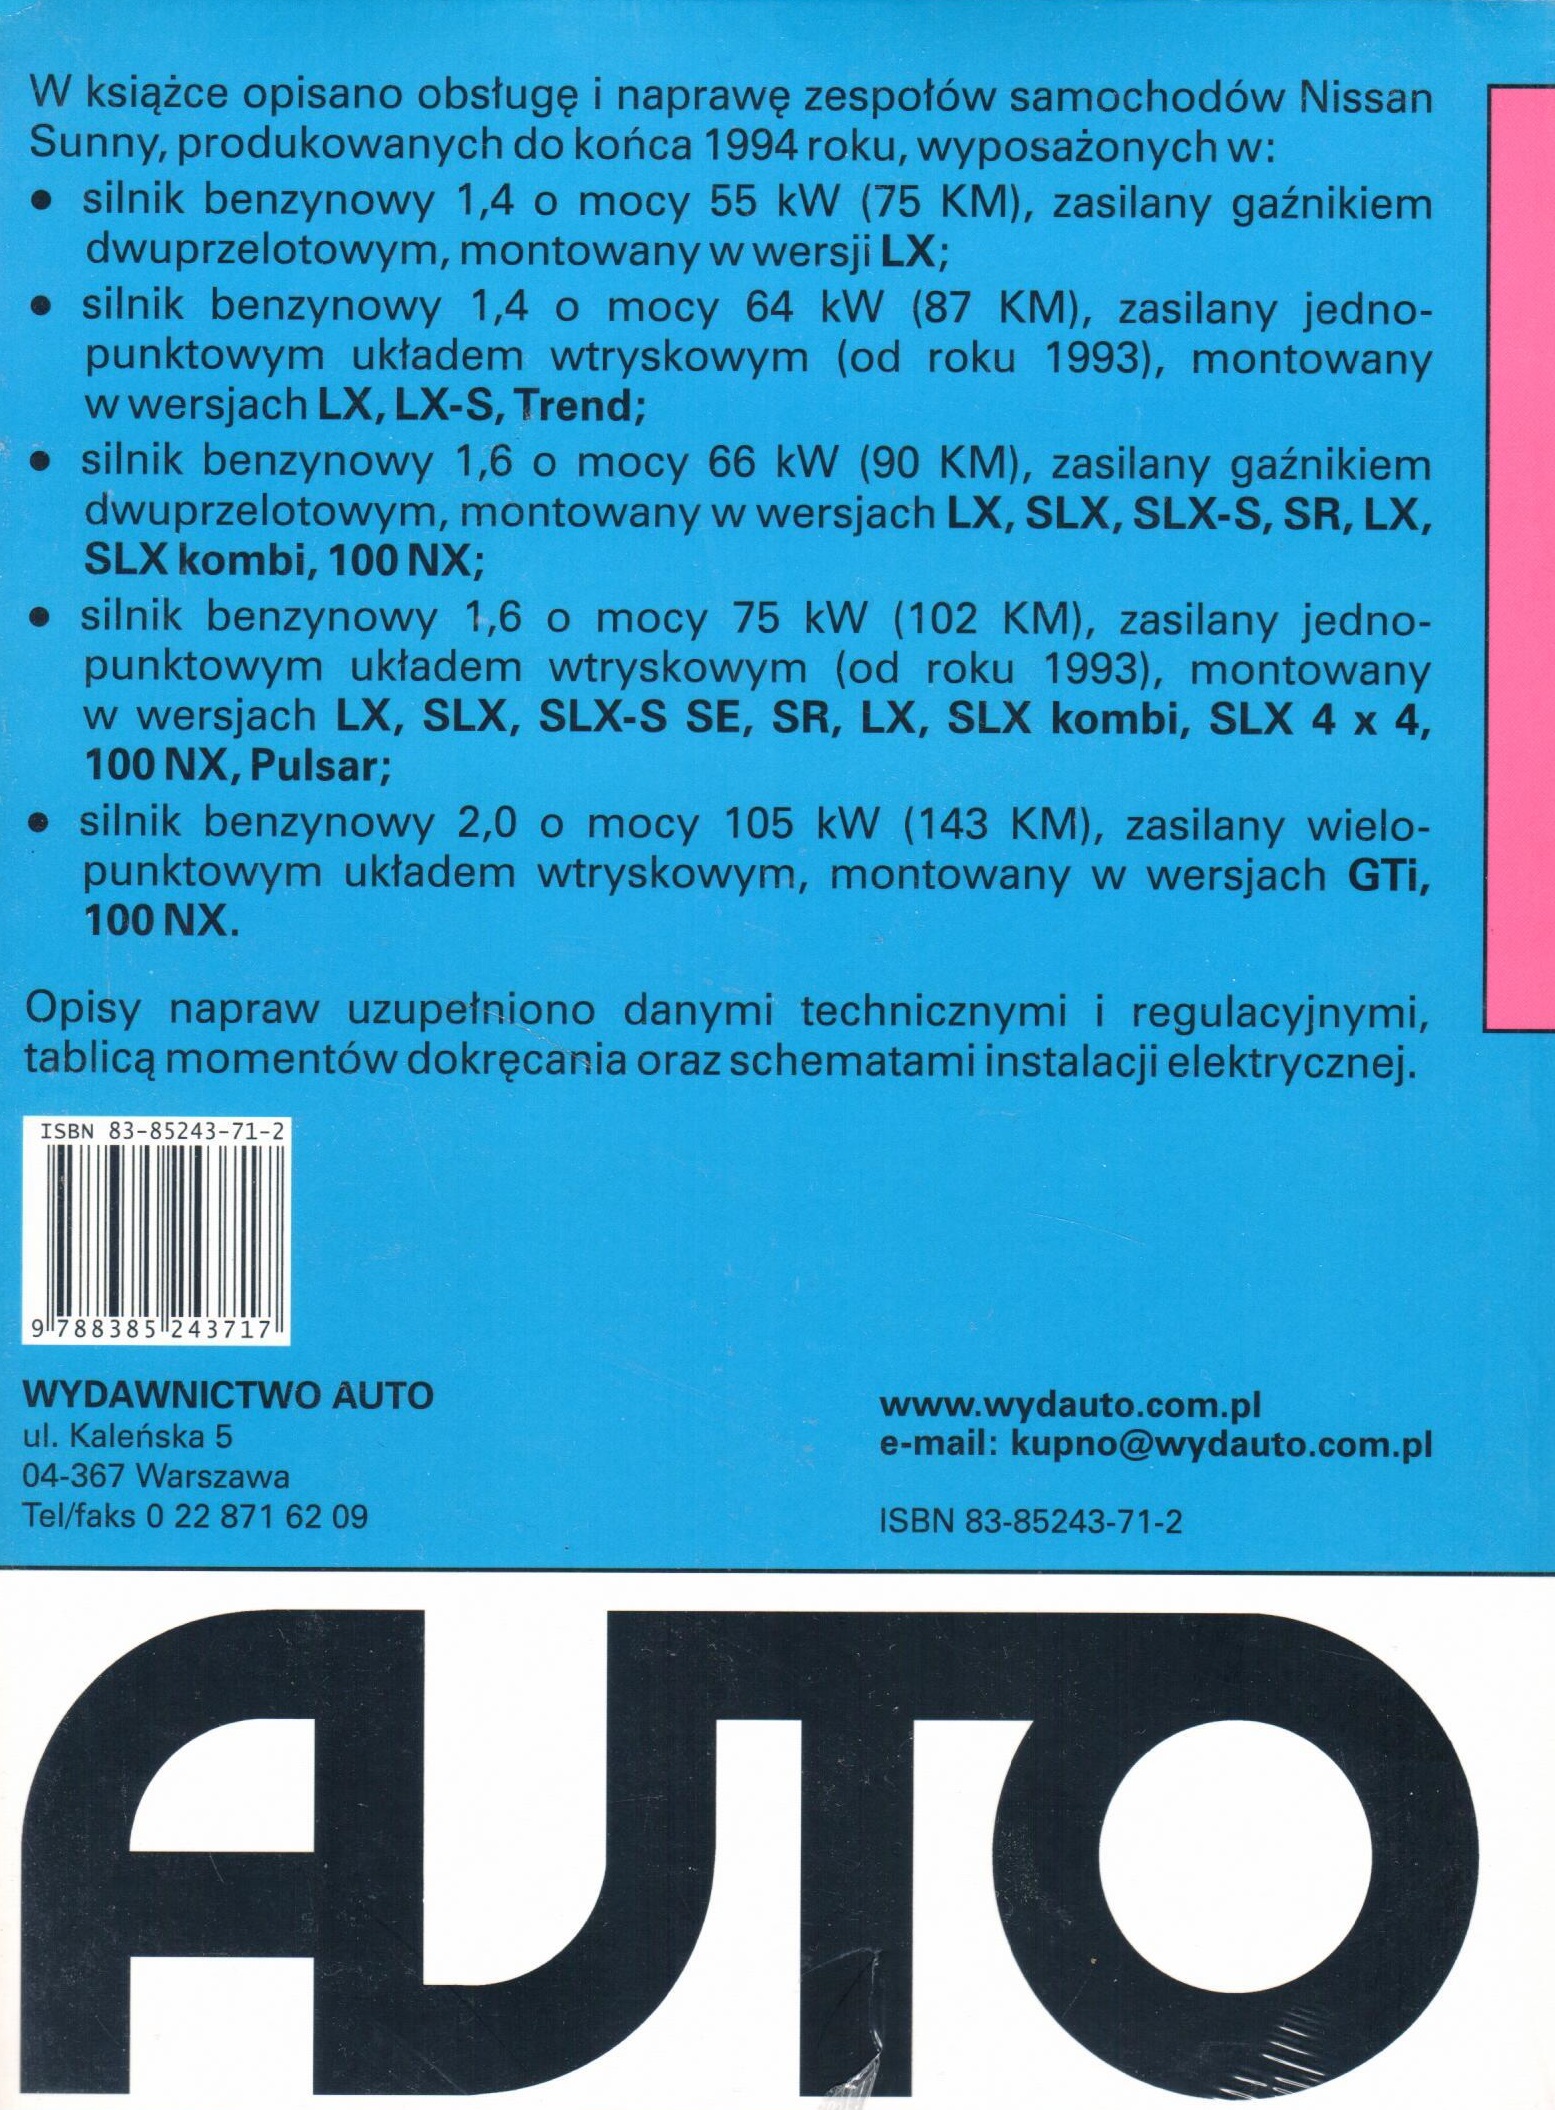 W książce opisano obsługę i naprawę zespołów samochodów Nissan
Sunny, produkowanych do końca 1994 roku, wyposażonych w:
● silnik benzynowy 1,4 o mocy 55 kW (75 KM), zasilany gaźnikiem
dwuprzelotowym, montowany w wersji LX;
● silnik benzynowy 1,4 o mocy 64 kW (87 KM), zasilany jedno-
punktowym układem wtryskowym (od roku 1993), montowany
w wersjach LX, LX-S, Trend;
● silnik benzynowy 1,6 o mocy 66 kW (90 KM), zasilany gaźnikiem
dwuprzelotowym, montowany w wersjach LX, SLX, SLX-S, SR, LX,
SLX kombi, 100 NX;
● silnik benzynowy 1,6 o mocy 75 kW (102 KM), zasilany jedno-
punktowym układem wtryskowym (od roku 1993), montowany
w wersjach LX, SLX, SLX-S SE, SR, LX, SLX kombi, SLX 4 x 4,
100 NX, Pulsar;
● silnik benzynowy 2,0 o mocy 105 kW (143 KM), zasilany wielo-
punktowym układem wtryskowym, montowany w wersjach GTi,
100 NX.
Opisy napraw uzupełniono danymi technicznymi i regulacyjnymi,
tablicą momentów dokręcania oraz schematami instalacji elektrycznej.
ISBN 83-85243-71-2
9 788385 243717
WYDAWNICTWO AUTO
ul. Kaleńska 5
04-367 Warszawa
Tel/faks 0 22 871 62 09
www.wydauto.com.pl
e-mail: kupno@wydauto.com.pl
ISBN 83-85243-71-2
AUTO